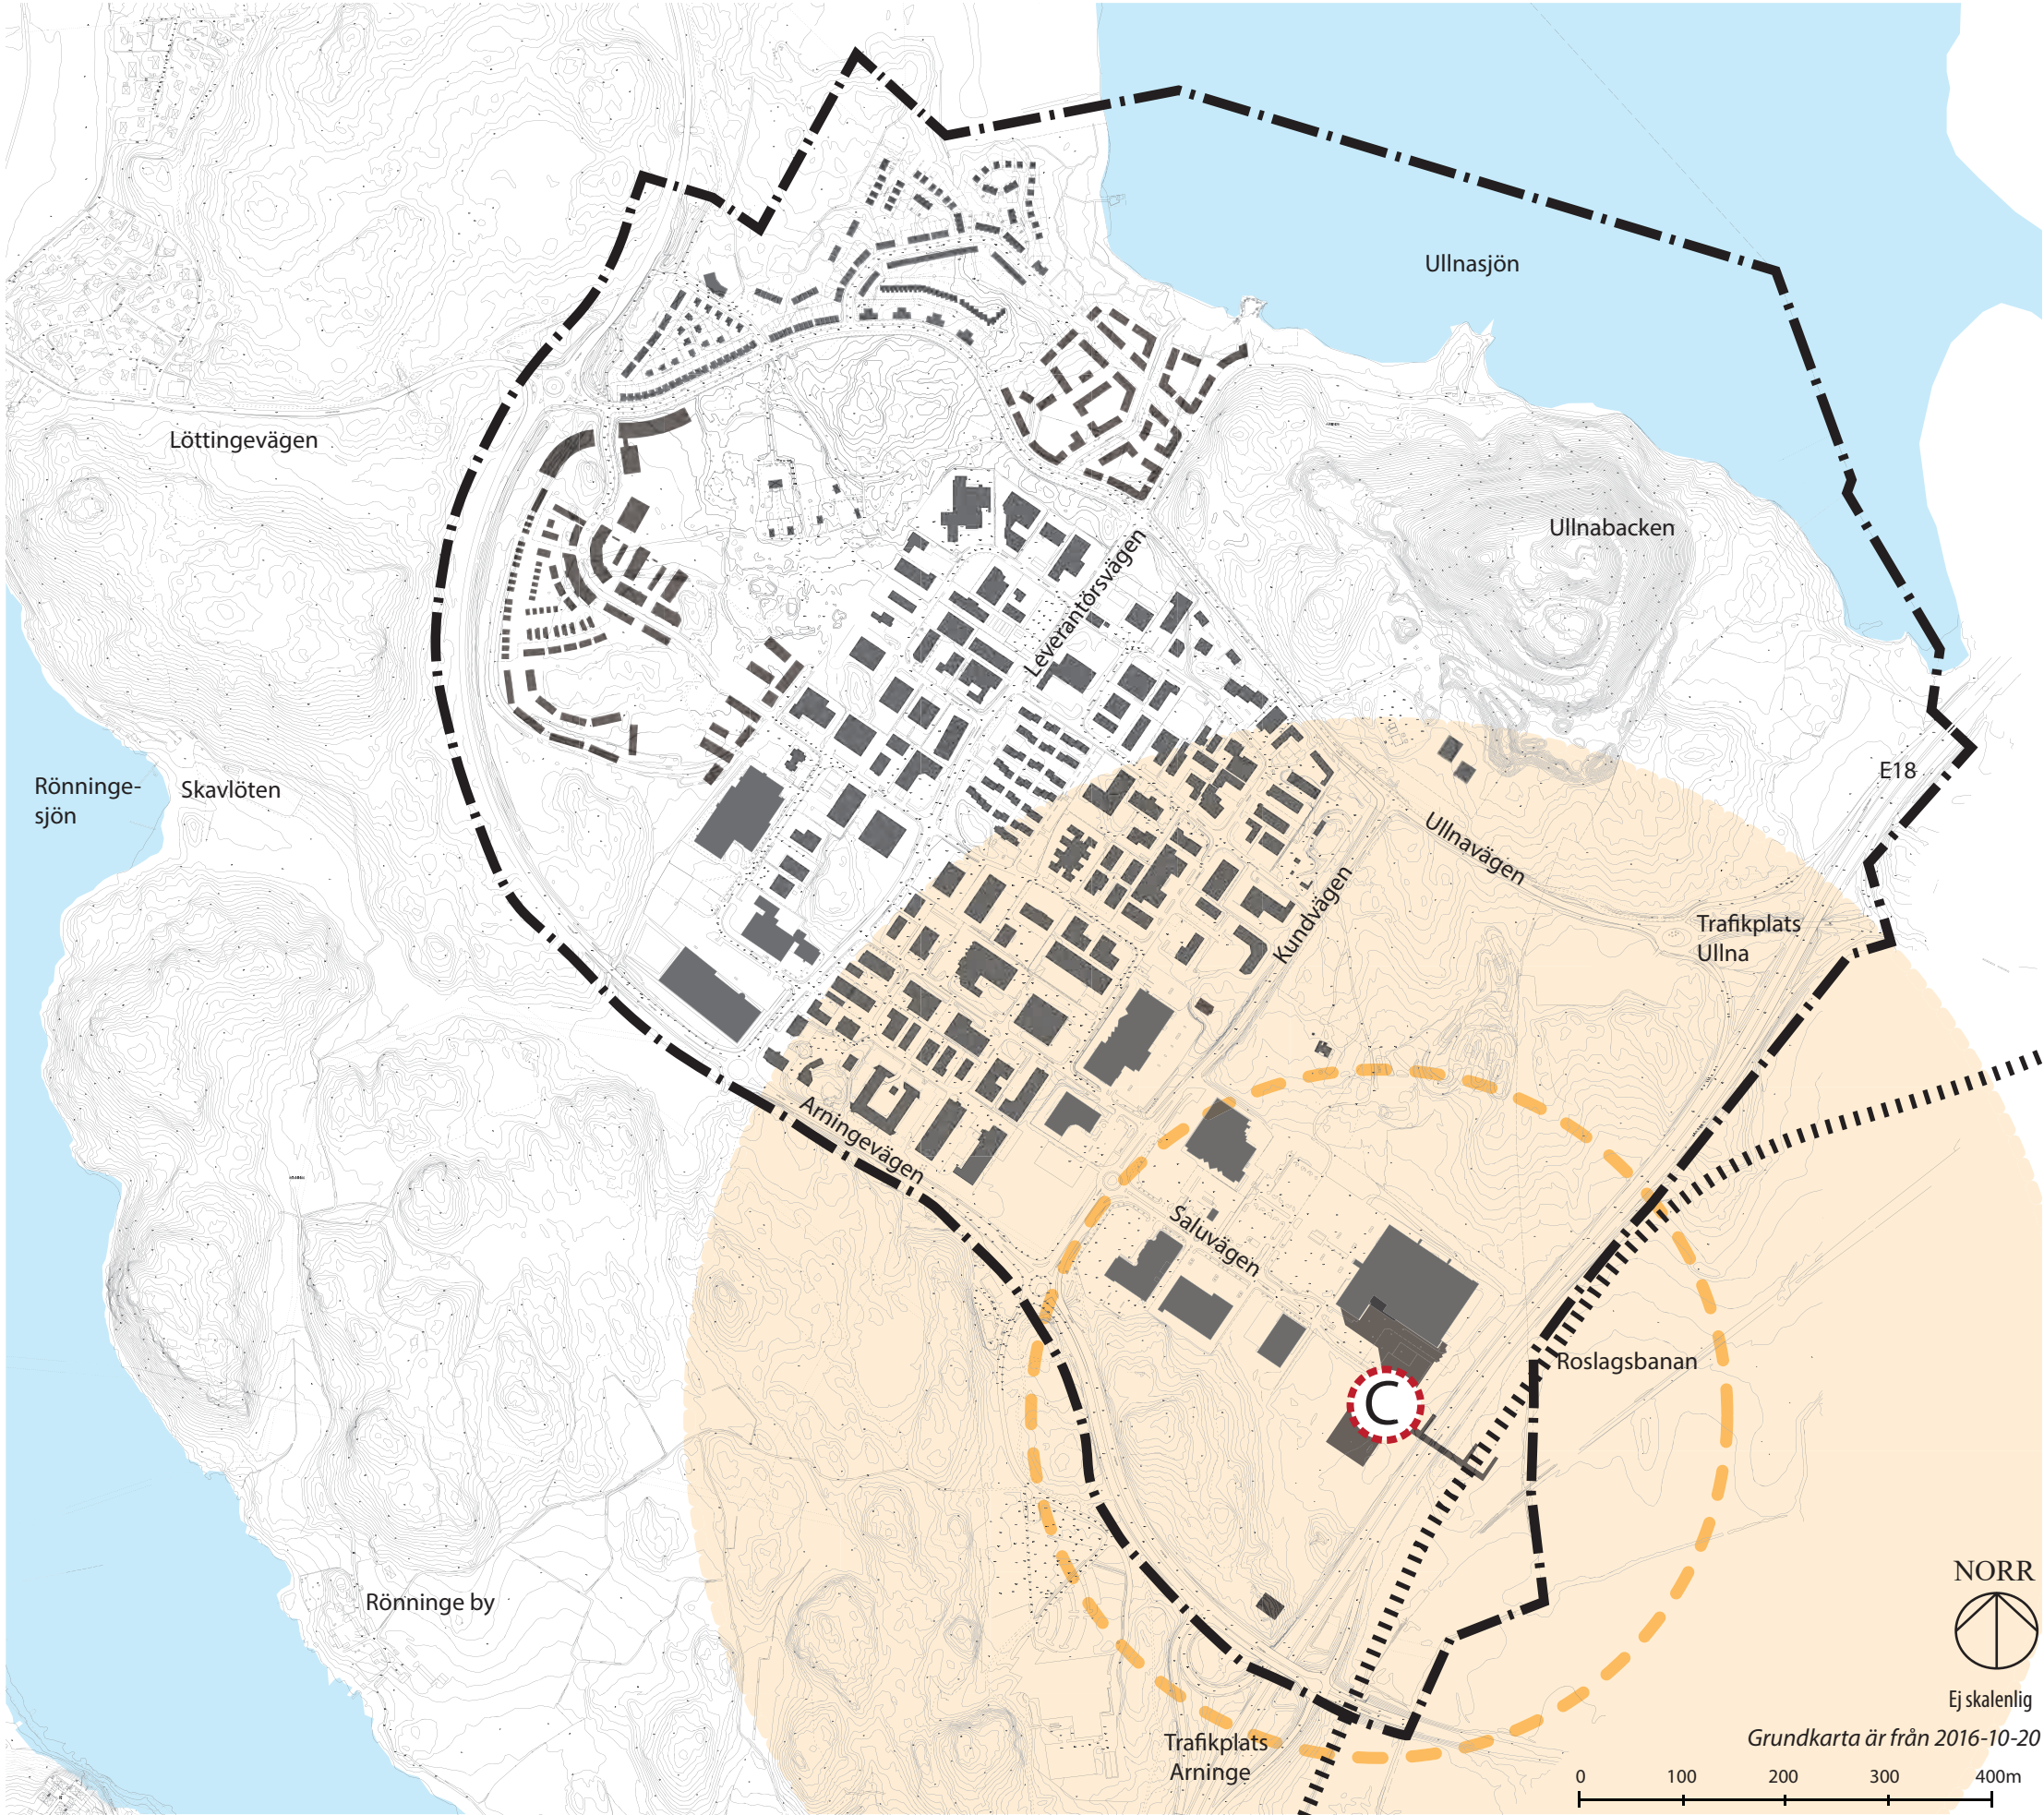 Ullnasjön
Löttingevägen
Ullnabacken
Leverantörsvägen
E18
Rönninge-
sjön
Skavlöten
Ullnavägen
Kundvägen
Trafikplats
Ullna
Arningevägen
Saluvägen
Roslagsbanan
C
Rönninge by
NORR
Ej skalenlig
Grundkarta är från 2016-10-20
Trafikplats
Arninge
0 100 200 300 400m